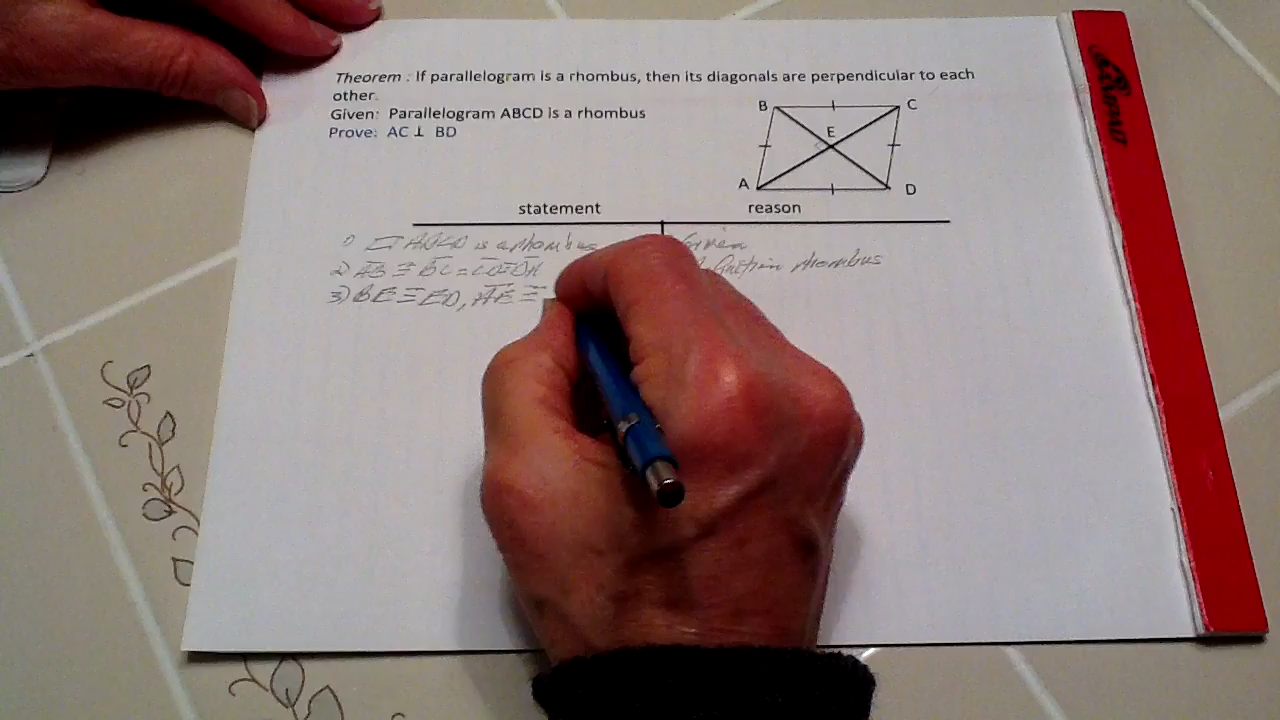 Theorem : If parallelogram is a rhombus, then its diagonals are perpendicular to each
other.
Given: Parallelogram ABCD is a rhombus
Prove: AC ⊥ BD
B C
E
A D
statement reason
1) ▱ ABCD is a rhombus Given
2) AB ≅ BC = CD = DA rhombus
3) BE ≅ ED, AE ≅